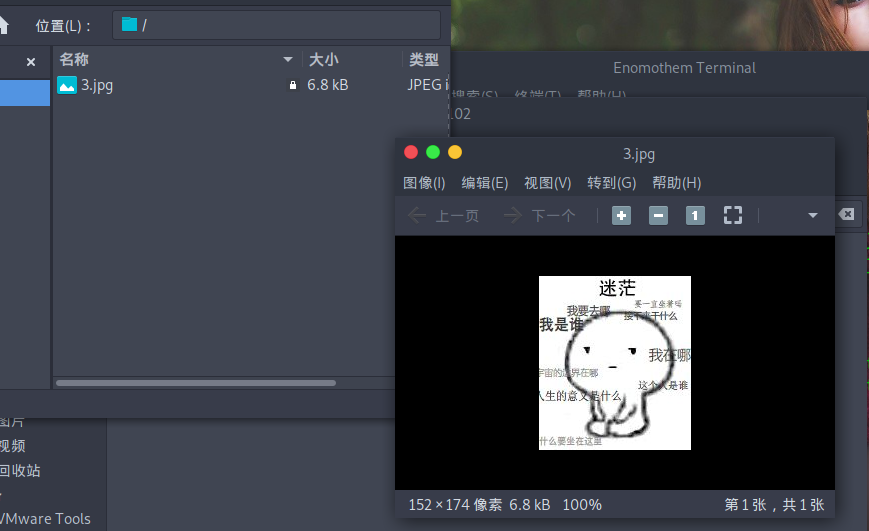 位置(L)：
/
名称 大小 类型
3.jpg 6.8 kB JPEG i
Enomothem Terminal
搜索(S) 终端(T) 帮助(H)
.02
3.jpg
图像(I) 编辑(E) 视图(V) 转到(G) 帮助(H)
上一页 下一个
迷茫
要一直坐着吗
我要去哪
接下来干什么
我是谁
我在哪
宇宙的边界在哪
这个人是谁
人生的意义是什么
什么要坐在这里
152 × 174 像素 6.8 kB 100%
第 1 张，共 1 张
图片
视频
回收站
VMware Tools